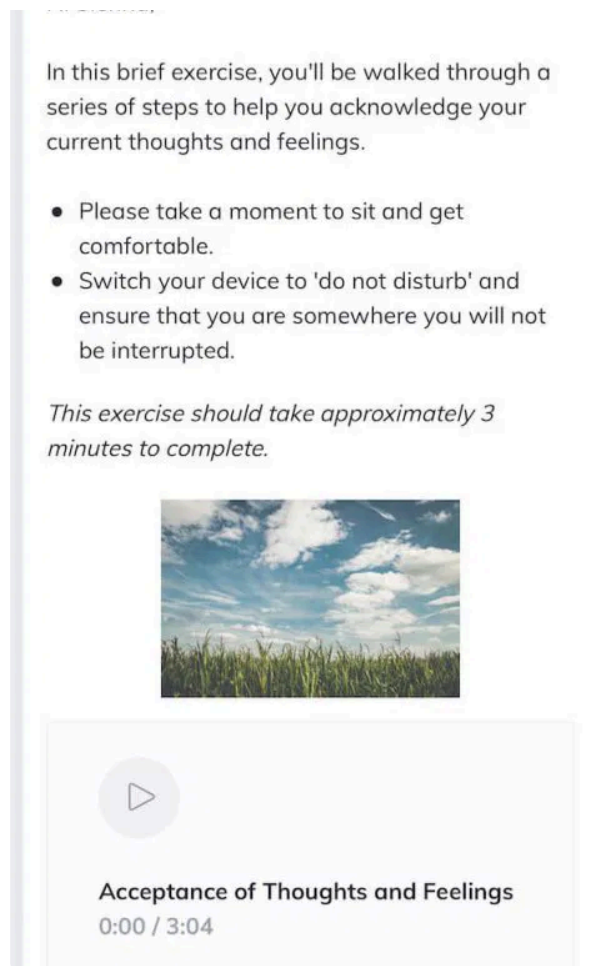 In this brief exercise, you'll be walked through a
series of steps to help you acknowledge your
current thoughts and feelings.
● Please take a moment to sit and get
comfortable.
● Switch your device to 'do not disturb' and
ensure that you are somewhere you will not
be interrupted.
This exercise should take approximately 3
minutes to complete.
Acceptance of Thoughts and Feelings
0:00 / 3:04